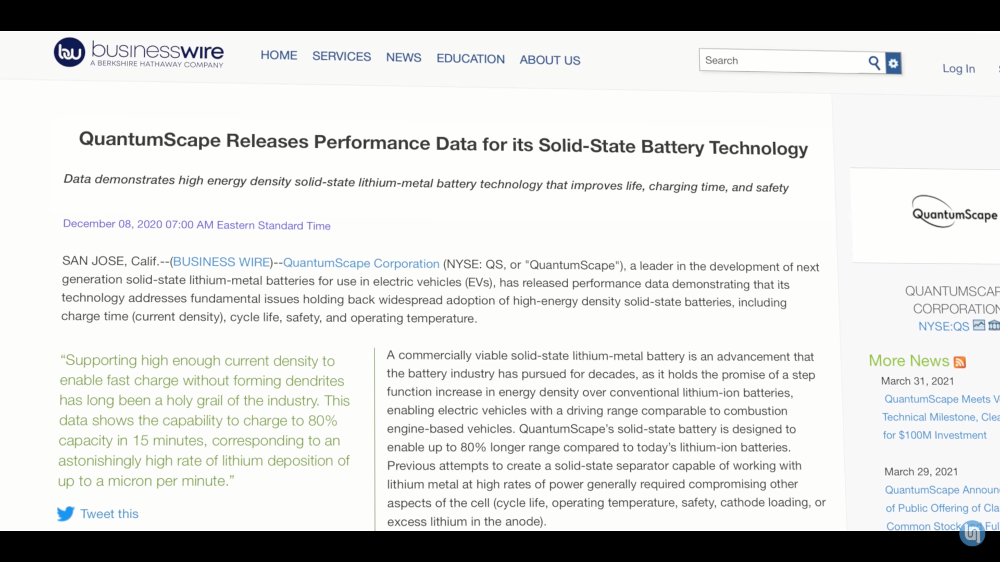 bw businesswire
A BERKSHIRE HATHAWAY COMPANY
HOME SERVICES NEWS EDUCATION ABOUT US
Search
Log In
QuantumScape Releases Performance Data for its Solid-State Battery Technology
Data demonstrates high energy density solid-state lithium-metal battery technology that improves life, charging time, and safety
December 08, 2020 07:00 AM Eastern Standard Time
SAN JOSE, Calif.--(BUSINESS WIRE)--QuantumScape Corporation (NYSE: QS, or "QuantumScape"), a leader in the development of next
generation solid-state lithium-metal batteries for use in electric vehicles (EVs), has released performance data demonstrating that its
technology addresses fundamental issues holding back widespread adoption of high-energy density solid-state batteries, including
charge time (current density), cycle life, safety, and operating temperature.
“Supporting high enough current density to
enable fast charge without forming dendrites
has long been a holy grail of the industry. This
data shows the capability to charge to 80%
capacity in 15 minutes, corresponding to an
astonishingly high rate of lithium deposition of
up to a micron per minute.”
Tweet this
A commercially viable solid-state lithium-metal battery is an advancement that
the battery industry has pursued for decades, as it holds the promise of a step
function increase in energy density over conventional lithium-ion batteries,
enabling electric vehicles with a driving range comparable to combustion
engine-based vehicles. QuantumScape’s solid-state battery is designed to
enable up to 80% longer range compared to today’s lithium-ion batteries.
Previous attempts to create a solid-state separator capable of working with
lithium metal at high rates of power generally required compromising other
aspects of the cell (cycle life, operating temperature, safety, cathode loading, or
excess lithium in the anode).
QuantumScape
QUANTUMSCAP
CORPORATION
NYSE:QS
More News
March 31, 2021
QuantumScape Meets V
Technical Milestone, Clea
for $100M Investment
March 29, 2021
QuantumScape Announ
of Public Offering of Cla
Common Stock and Ful